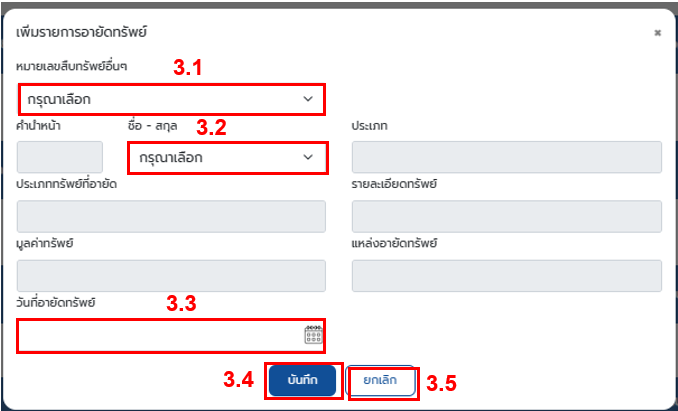 เพิ่มรายการอายัดทรัพย์
หมายเลขสืบทรัพย์อื่นๆ 3.1
กรุณาเลือก
คำนำหน้า ชื่อ - สกุล 3.2 ประเภท
กรุณาเลือก
ประเภททรัพย์ที่อายัด รายละเอียดทรัพย์
มูลค่าทรัพย์ แหล่งอายัดทรัพย์
วันที่อายัดทรัพย์ 3.3
3.4 บันทึก ยกเลิก 3.5